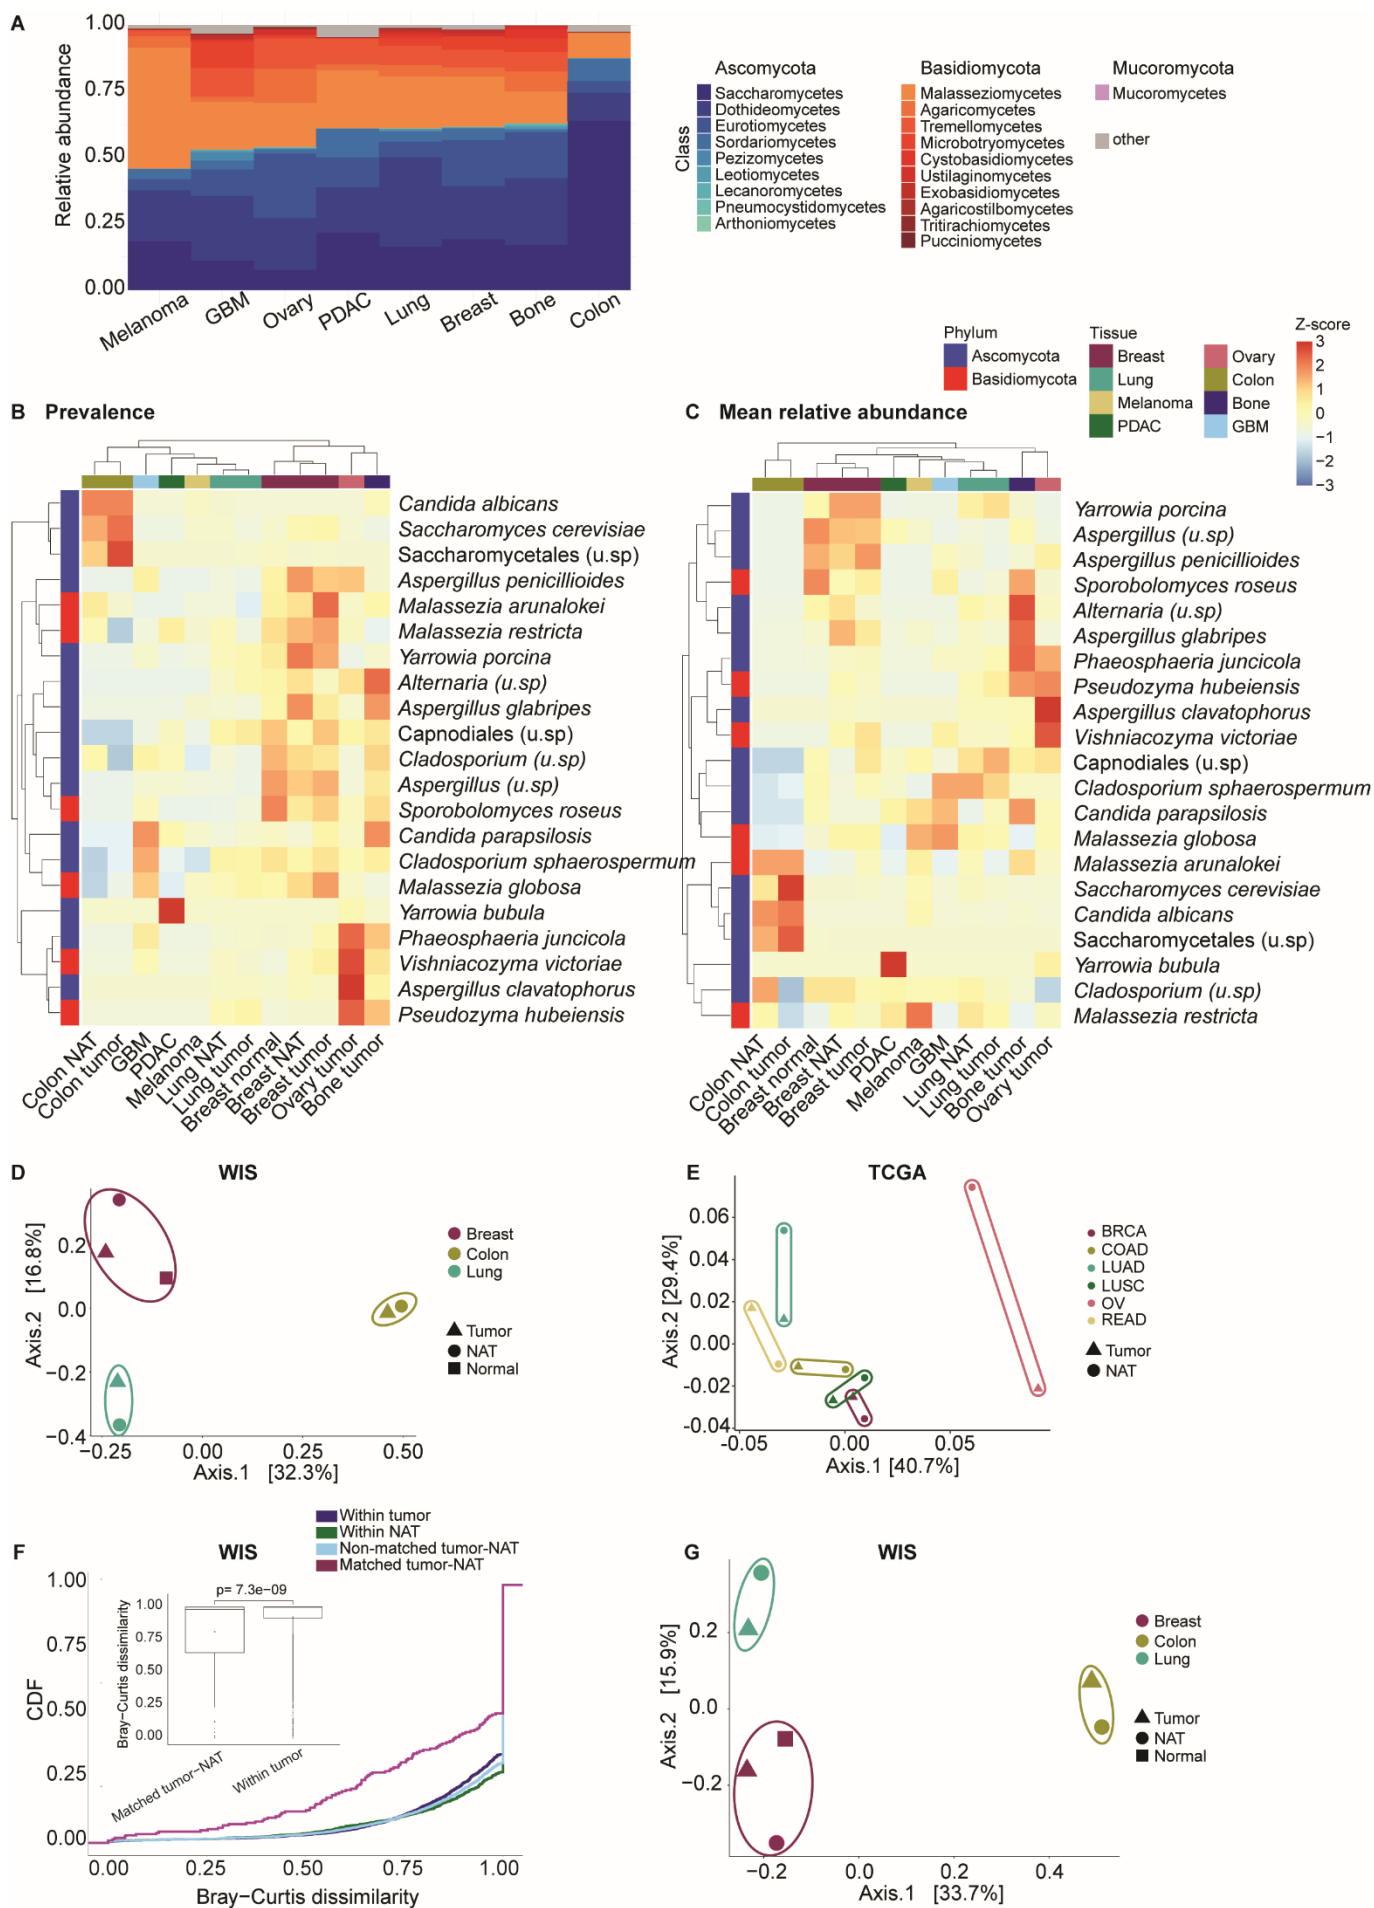 A
1.00
0.75
0.50
0.25
0.00
Relative abundance
Melanoma
GBM
Ovary
PDAC
Lung
Breast
Bone
Colon
Class
Ascomycota
Saccharomycetes
Dothideomycetes
Eurotiomycetes
Sordariomycetes
Pezizomycetes
Leotiomycetes
Lecanoromycetes
Pneumocystidomycetes
Arthoniomycetes
Basidiomycota
Malasseziomycetes
Agaricomycetes
Tremellomycetes
Microbotryomycetes
Cystobasidiomycetes
Ustilaginomycetes
Exobasidiomycetes
Agaricostilbomycetes
Tritirachiomycetes
Pucciniomycetes
Mucoromycota
Mucoromycetes
other
Phylum
Ascomycota
Basidiomycota
Tissue
Breast
Lung
Melanoma
PDAC
Ovary
Colon
Bone
GBM
Z-score
3
2
1
0
−1
−2
−3
B Prevalence
Candida albicans
Saccharomyces cerevisiae
Saccharomycetales (u.sp)
Aspergillus penicillioides
Malassezia arunalokei
Malassezia restricta
Yarrowia porcina
Alternaria (u.sp)
Aspergillus glabripes
Capnodiales (u.sp)
Cladosporium (u.sp)
Aspergillus (u.sp)
Sporobolomyces roseus
Candida parapsilosis
Cladosporium sphaerospermum
Malassezia globosa
Yarrowia bubula
Phaeosphaeria juncicola
Vishniacozyma victoriae
Aspergillus clavatophorus
Pseudozyma hubeiensis
Colon NAT
Colon tumor
GBM
PDAC
Melanoma
Lung NAT
Lung tumor
Breast normal
Breast NAT
Breast tumor
Ovary tumor
Bone tumor
C Mean relative abundance
Yarrowia porcina
Aspergillus (u.sp)
Aspergillus penicillioides
Sporobolomyces roseus
Alternaria (u.sp)
Aspergillus glabripes
Phaeosphaeria juncicola
Pseudozyma hubeiensis
Aspergillus clavatophorus
Vishniacozyma victoriae
Capnodiales (u.sp)
Cladosporium sphaerospermum
Candida parapsilosis
Malassezia globosa
Malassezia arunalokei
Saccharomyces cerevisiae
Candida albicans
Saccharomycetales (u.sp)
Yarrowia bubula
Cladosporium (u.sp)
Malassezia restricta
Colon NAT
Colon tumor
Breast normal
Breast NAT
Breast tumor
PDAC
Melanoma
GBM
Lung NAT
Lung tumor
Bone tumor
Ovary tumor
D WIS
Axis.2 [16.8%]
0.2
0.0
−0.2
−0.4
−0.25
0.00
0.25
0.50
Axis.1 [32.3%]
Breast
Colon
Lung
Tumor
NAT
Normal
E TCGA
Axis.2 [29.4%]
0.06
0.04
0.02
0.00
-0.02
-0.04
-0.05
0.00
0.05
Axis.1 [40.7%]
BRCA
COAD
LUAD
LUSC
OV
READ
Tumor
NAT
F WIS
Within tumor
Within NAT
Non-matched tumor-NAT
Matched tumor-NAT
CDF
1.00
0.75
0.50
0.25
0.00
p= 7.3e−09
Bray−Curtis dissimilarity
1.00
0.75
0.50
0.25
0.00
Matched tumor−NAT
Within tumor
0.00
0.25
0.50
0.75
1.00
Bray−Curtis dissimilarity
G WIS
Axis.2 [15.9%]
0.2
0.0
−0.2
−0.2
0.0
0.2
0.4
Axis.1 [33.7%]
Breast
Colon
Lung
Tumor
NAT
Normal